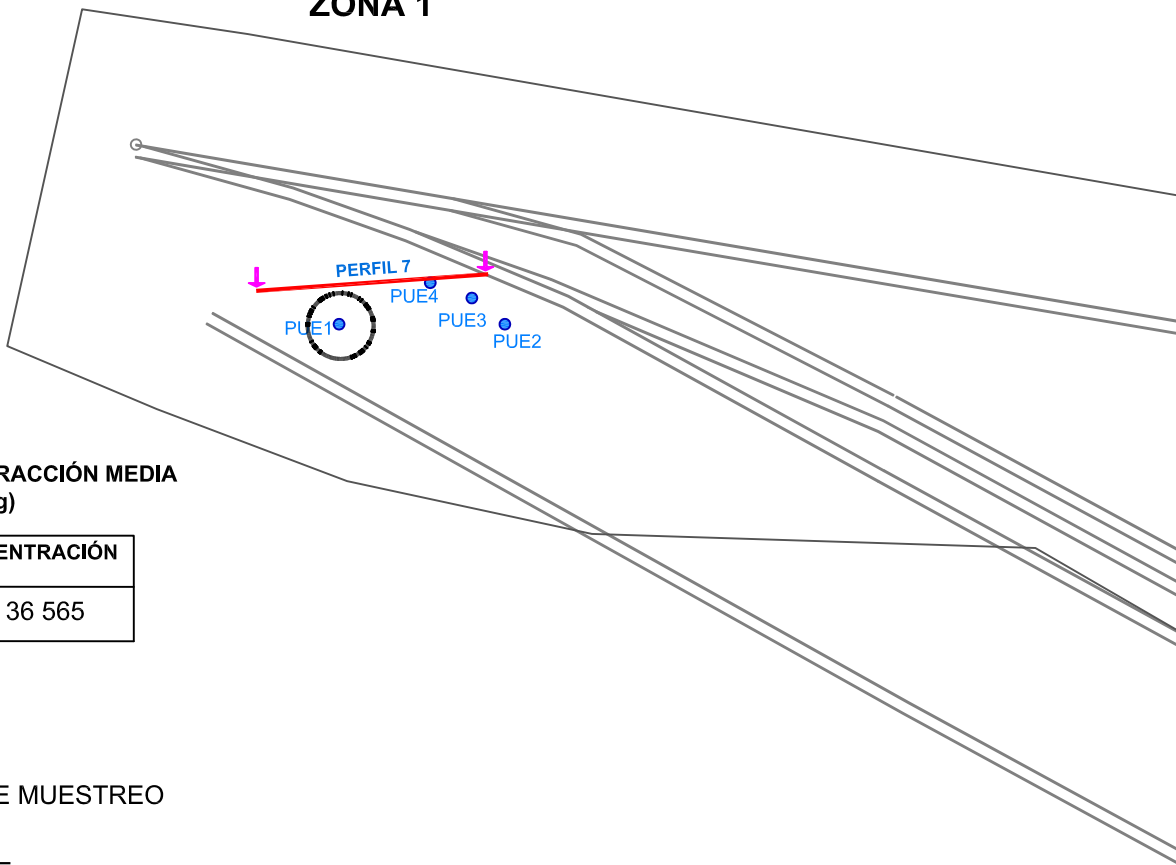 ZONA 1
PERFIL 7
PUE4
PUE3
PUE1
PUE2
RACCIÓN MEDIA
g)
ENTRACIÓN
36 565
E MUESTREO